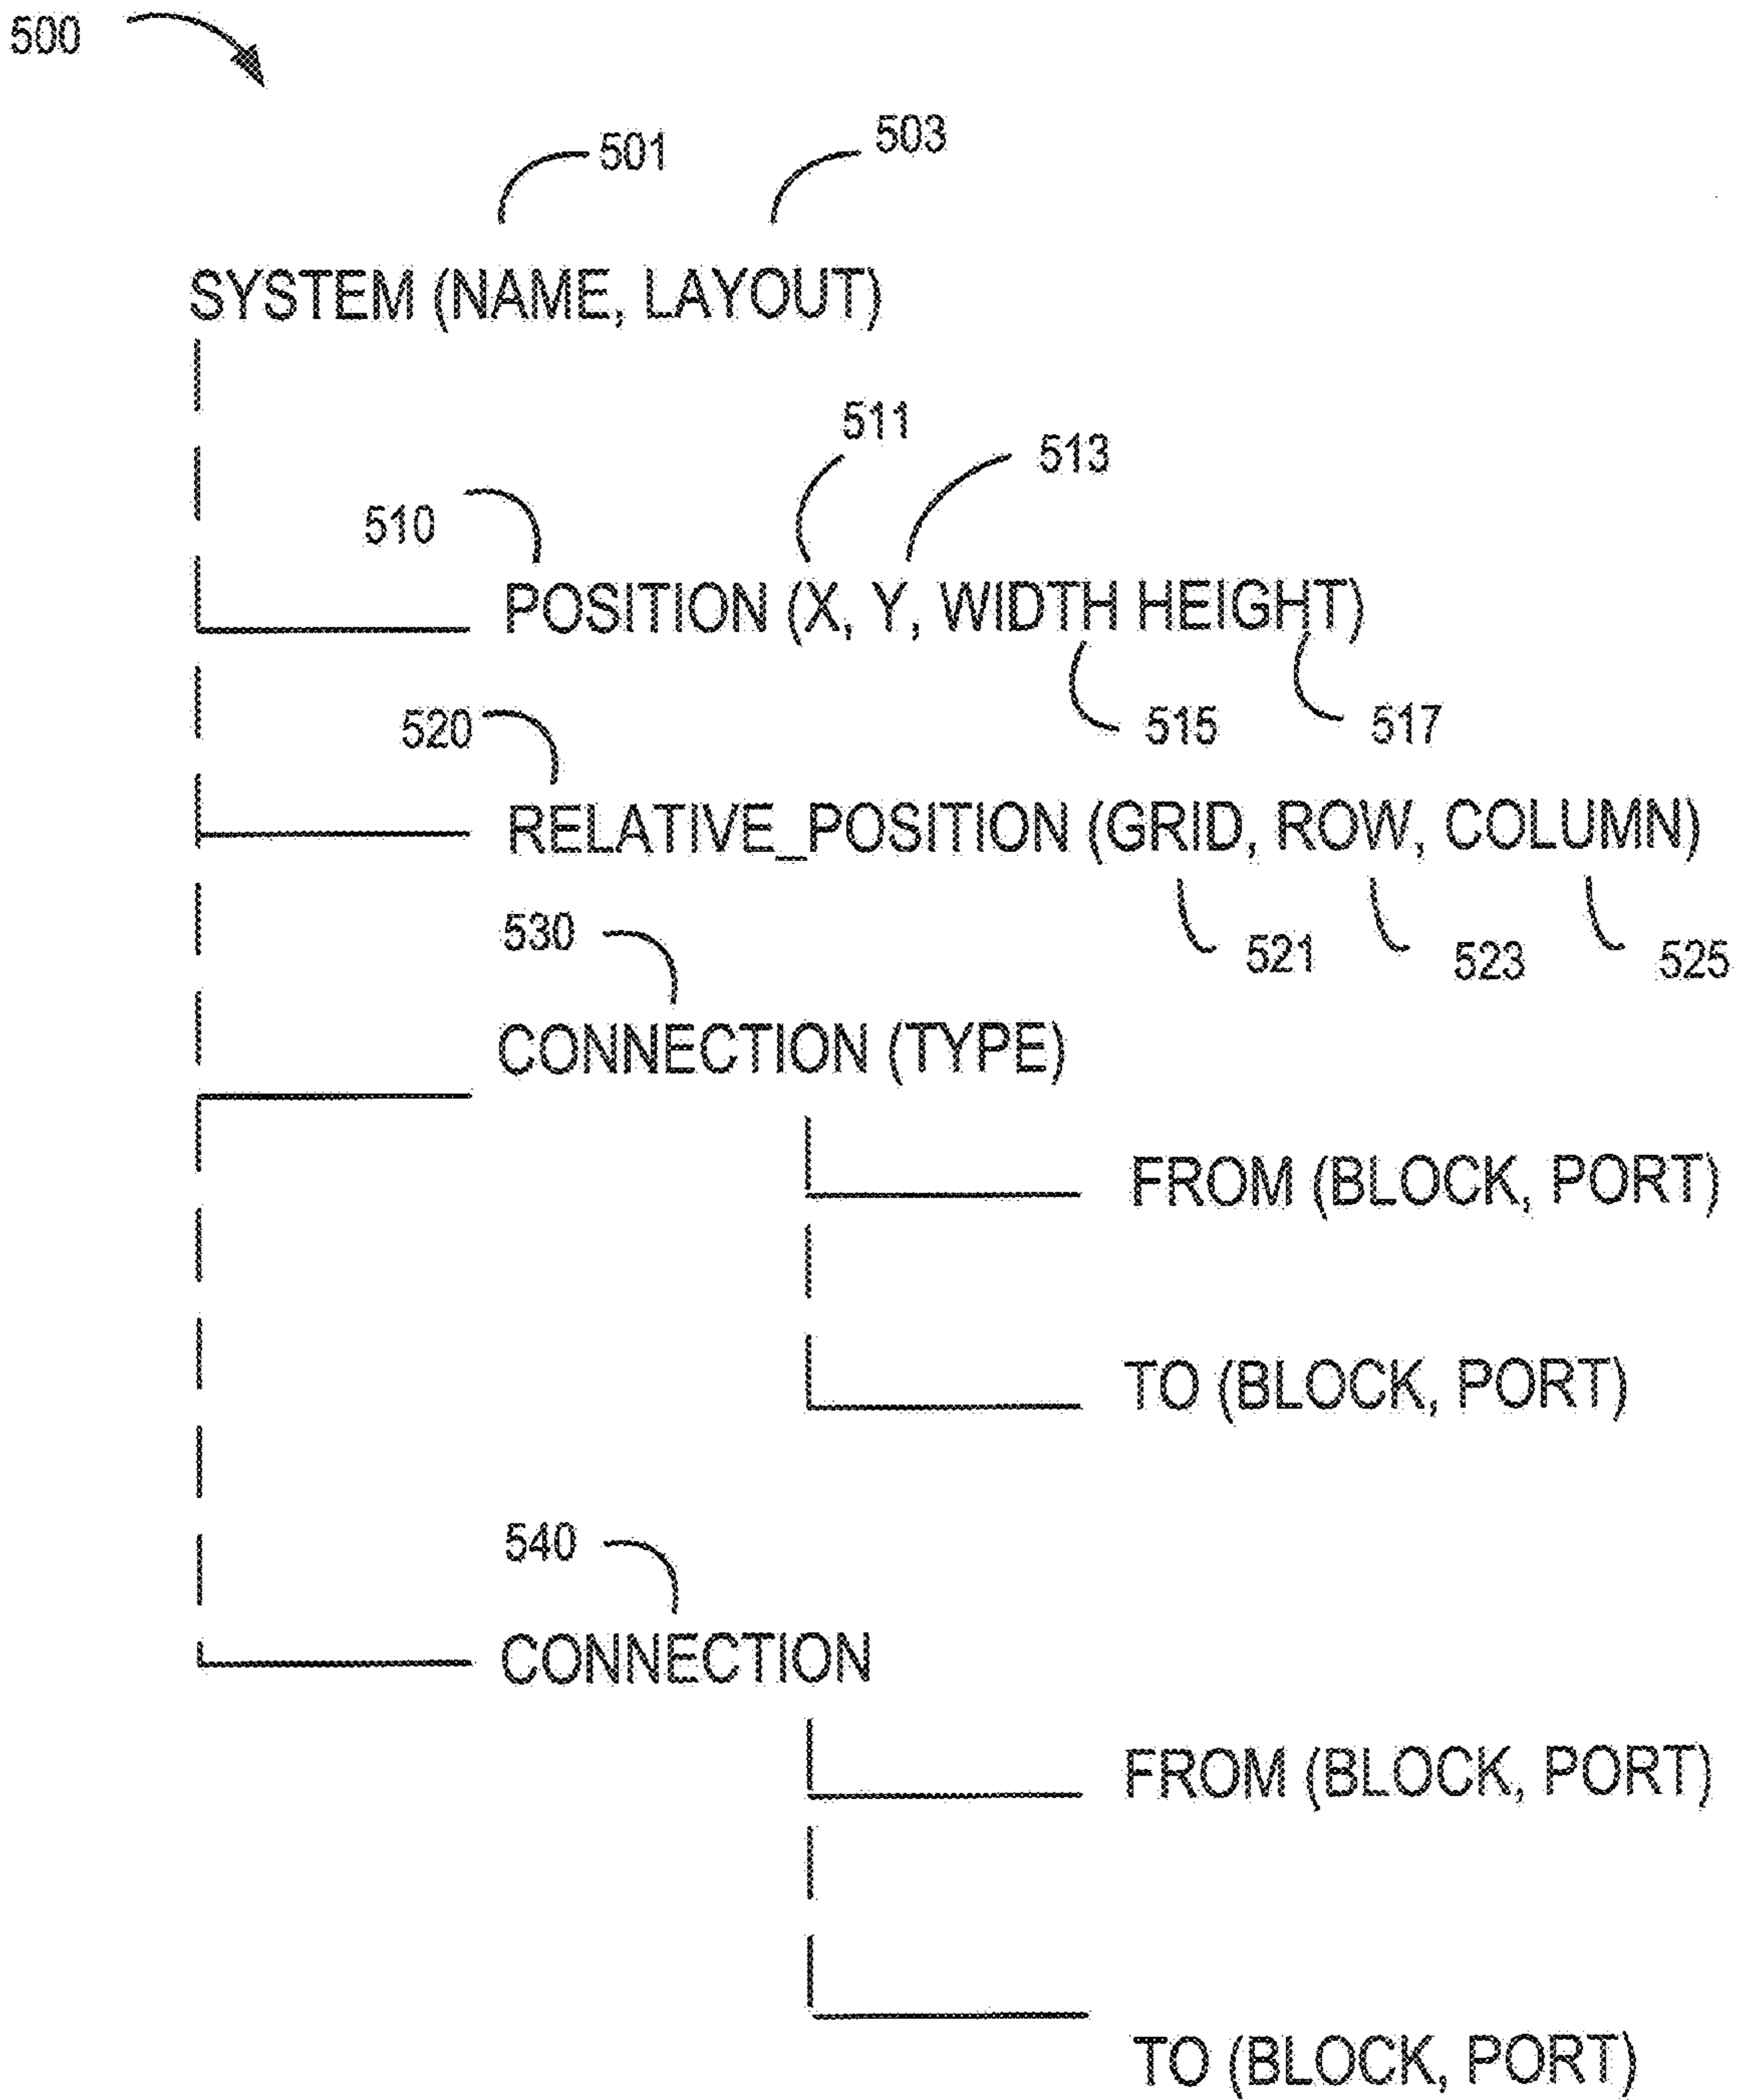 500
501
503
SYSTEM (NAME, LAYOUT)
511
513
510
POSITION (X, Y, WIDTH HEIGHT)
515
517
520
RELATIVE_POSITION (GRID, ROW, COLUMN)
530
521
523
525
CONNECTION (TYPE)
FROM (BLOCK, PORT)
TO (BLOCK, PORT)
540
CONNECTION
FROM (BLOCK, PORT)
TO (BLOCK, PORT)